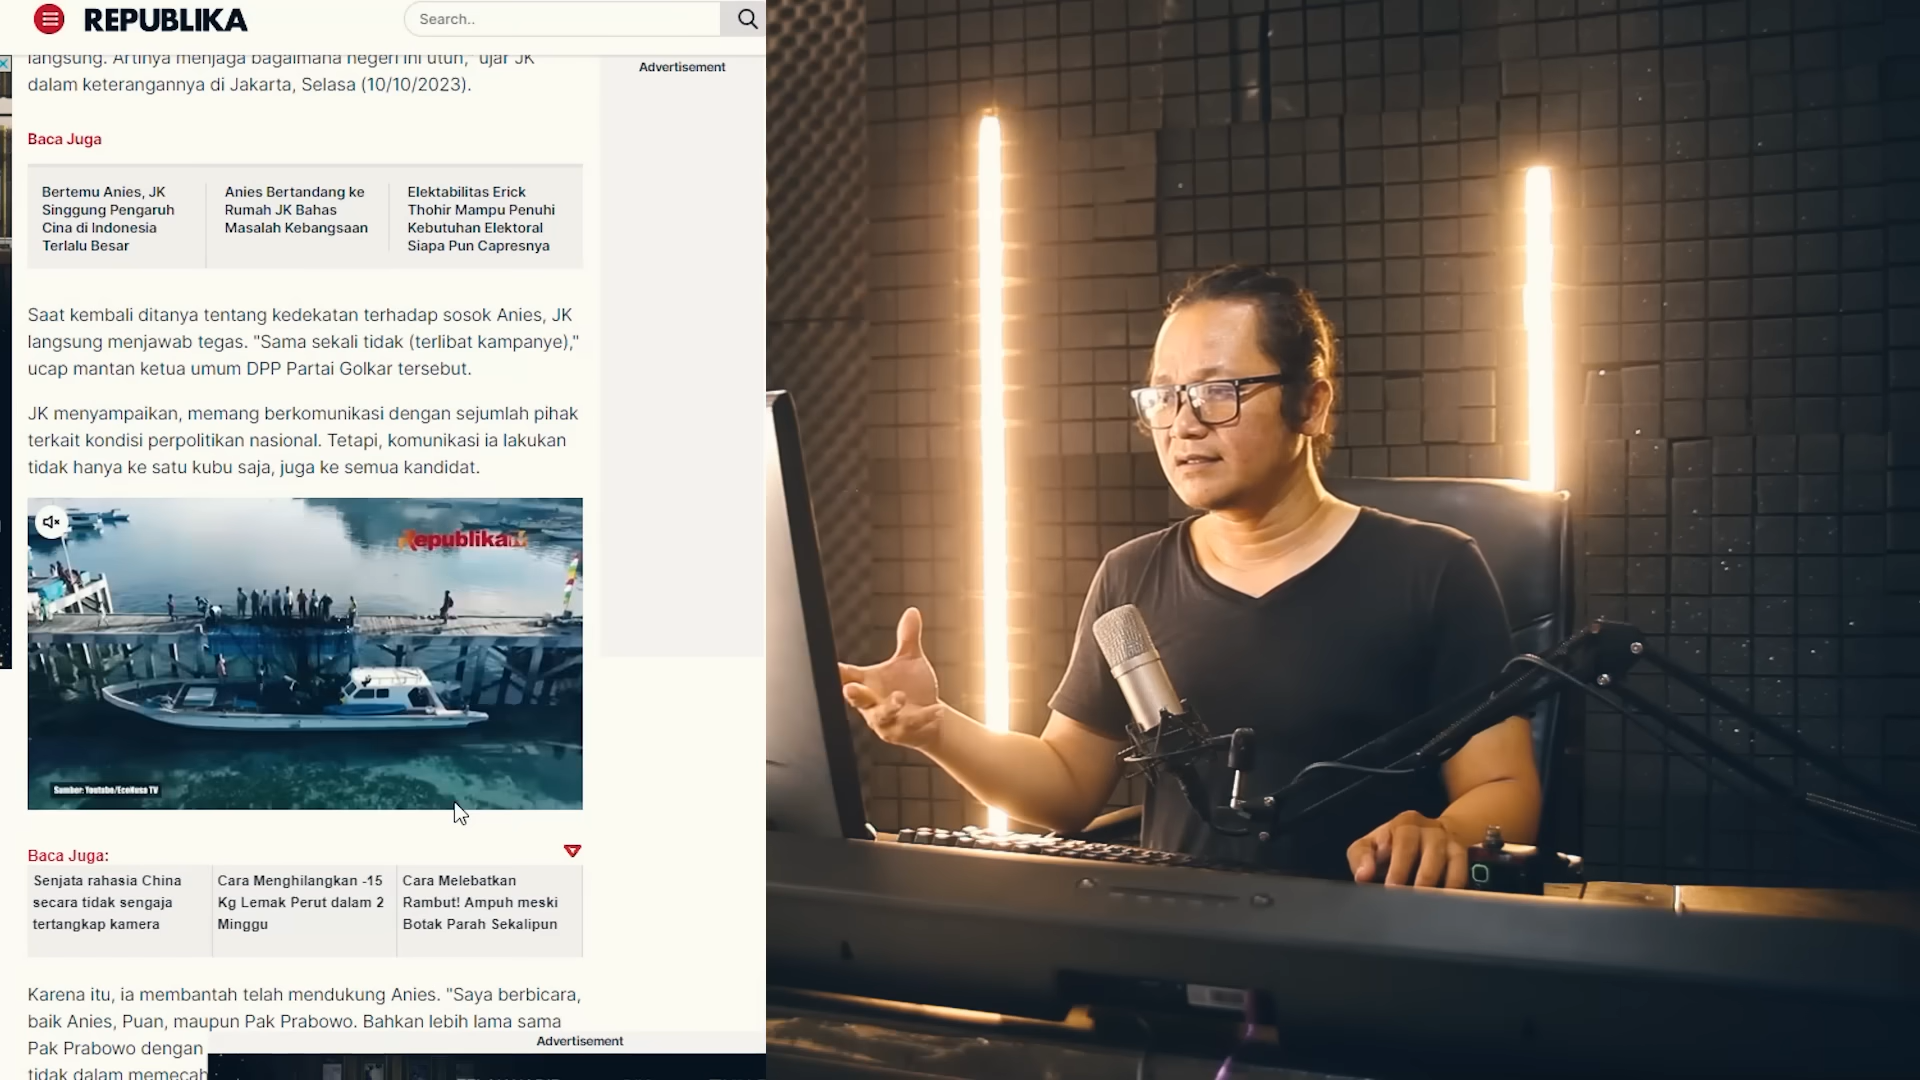 REPUBLIKA
Search..
langsung. Artinya menjaga bagaimana negeri ini utuh," ujar JK
dalam keterangannya di Jakarta, Selasa (10/10/2023).
Advertisement
Baca Juga
Bertemu Anies, JK
Singgung Pengaruh
Cina di Indonesia
Terlalu Besar
Anies Bertandang ke
Rumah JK Bahas
Masalah Kebangsaan
Elektabilitas Erick
Thohir Mampu Penuhi
Kebutuhan Elektoral
Siapa Pun Capresnya
Saat kembali ditanya tentang kedekatan terhadap sosok Anies, JK
langsung menjawab tegas. "Sama sekali tidak (terlibat kampanye),"
ucap mantan ketua umum DPP Partai Golkar tersebut.
JK menyampaikan, memang berkomunikasi dengan sejumlah pihak
terkait kondisi perpolitikan nasional. Tetapi, komunikasi ia lakukan
tidak hanya ke satu kubu saja, juga ke semua kandidat.
Republika
Sumber: Youtube/EcoNusa TV
Baca Juga:
Senjata rahasia China
secara tidak sengaja
tertangkap kamera
Cara Menghilangkan -15
Kg Lemak Perut dalam 2
Minggu
Cara Melebatkan
Rambut! Ampuh meski
Botak Parah Sekalipun
Karena itu, ia membantah telah mendukung Anies. "Saya berbicara,
baik Anies, Puan, maupun Pak Prabowo. Bahkan lebih lama sama
Pak Prabowo dengan
tidak dalam memecah
Advertisement